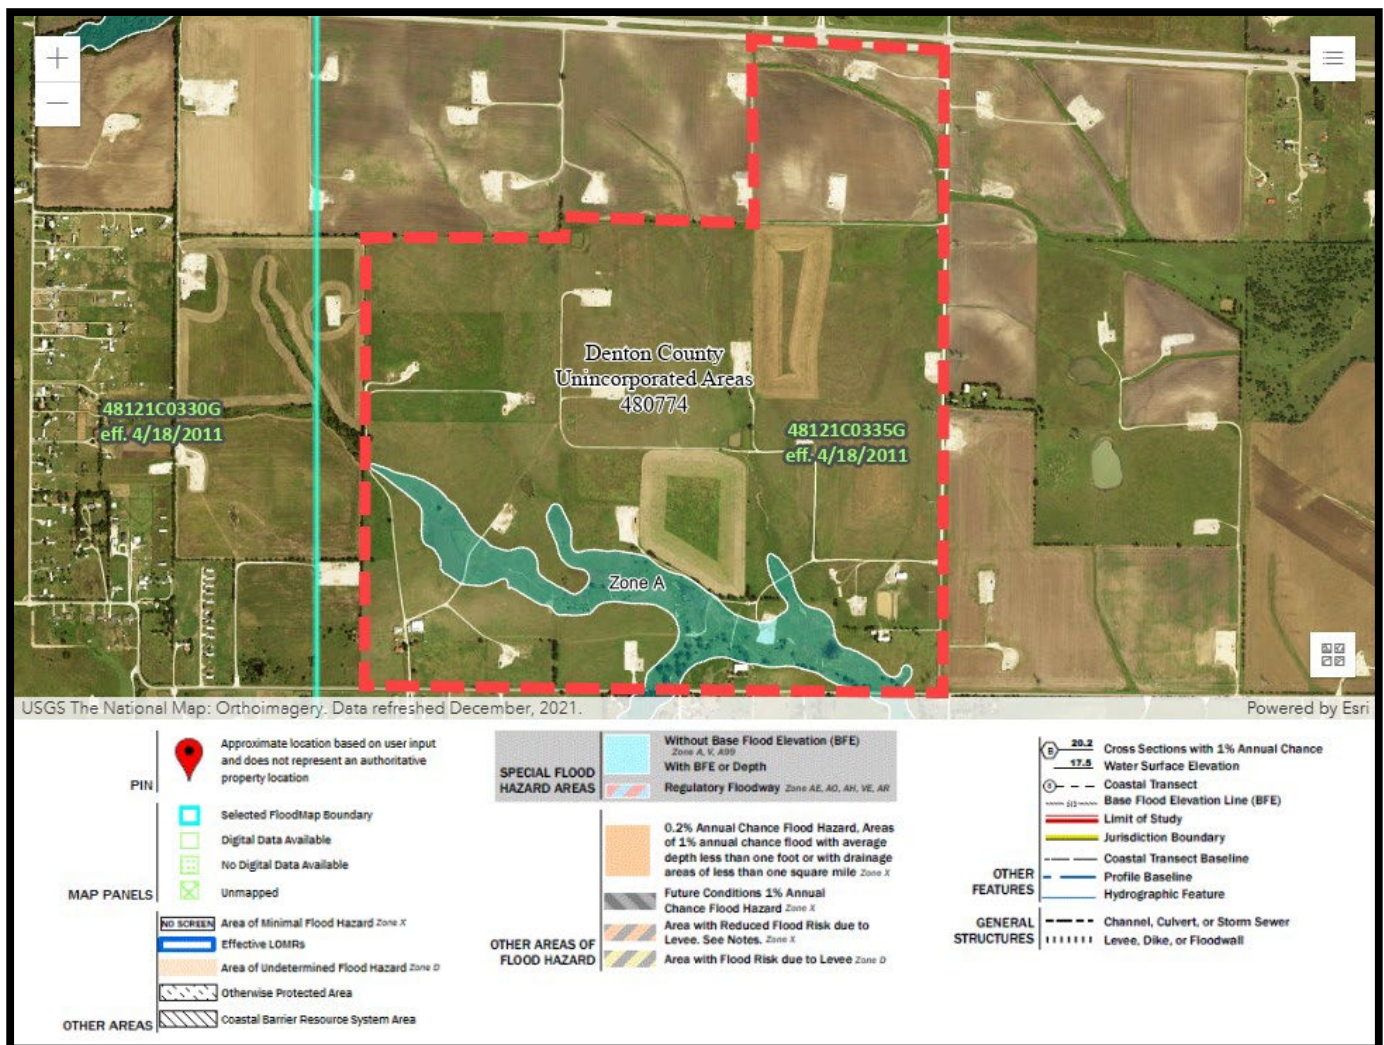 Denton County
Unincorporated Areas
480774
48121C0330G
eff. 4/18/2011
48121C0335G
eff. 4/18/2011
Zone A
USGS The National Map: Orthoimagery. Data refreshed December, 2021.
Powered by Esri
PIN
Approximate location based on user input
and does not represent an authoritative
property location
MAP PANELS
Selected FloodMap Boundary
Digital Data Available
No Digital Data Available
Unmapped
OTHER AREAS
NO SCREEN Area of Minimal Flood Hazard Zone X
Effective LOMRs
Area of Undetermined Flood Hazard Zone D
Otherwise Protected Area
Coastal Barrier Resource System Area
SPECIAL FLOOD
HAZARD AREAS
Without Base Flood Elevation (BFE)
Zone A, V, A99
With BFE or Depth
Regulatory Floodway Zone AE, AO, AH, VE, AR
OTHER AREAS OF
FLOOD HAZARD
0.2% Annual Chance Flood Hazard, Areas
of 1% annual chance flood with average
depth less than one foot or with drainage
areas of less than one square mile Zone X
Future Conditions 1% Annual
Chance Flood Hazard Zone X
Area with Reduced Flood Risk due to
Levee. See Notes. Zone X
Area with Flood Risk due to Levee Zone D
OTHER
FEATURES
B 20.2 Cross Sections with 1% Annual Chance
17.5 Water Surface Elevation
8 Coastal Transect
513 Base Flood Elevation Line (BFE)
Limit of Study
Jurisdiction Boundary
Coastal Transect Baseline
Profile Baseline
Hydrographic Feature
GENERAL
STRUCTURES
Channel, Culvert, or Storm Sewer
Levee, Dike, or Floodwall